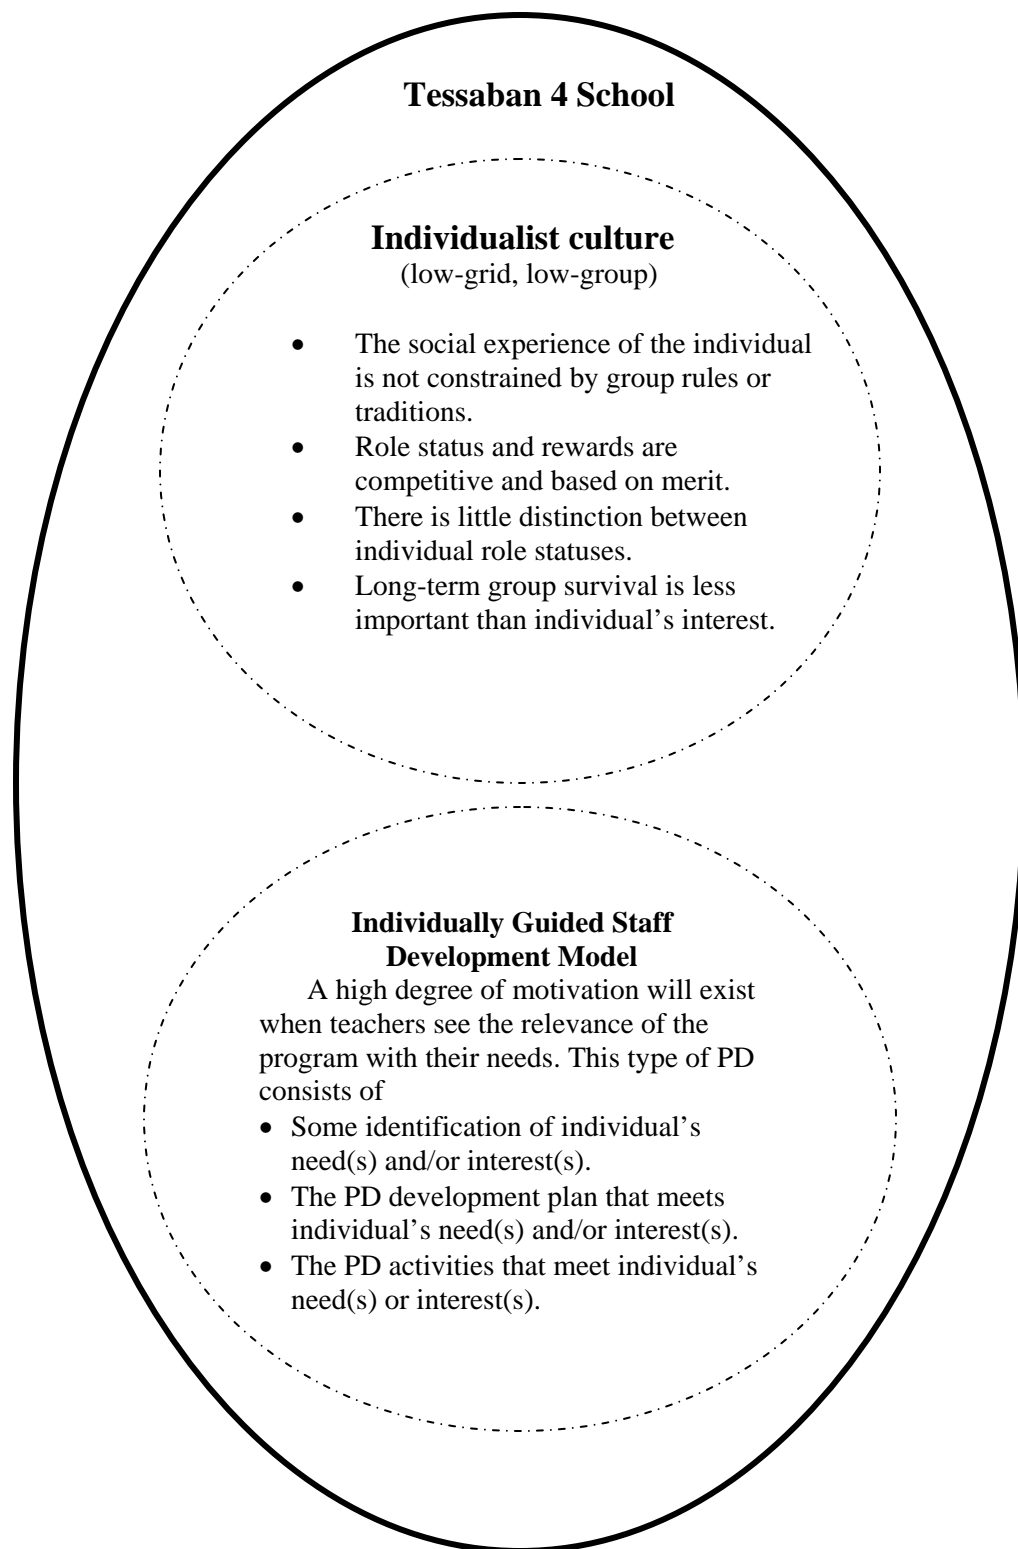 Tessaban 4 School
Individualist culture
(low-grid, low-group)
• The social experience of the individual
is not constrained by group rules or
traditions.
• Role status and rewards are
competitive and based on merit.
• There is little distinction between
individual role statuses.
• Long-term group survival is less
important than individual’s interest.
Individually Guided Staff
Development Model
A high degree of motivation will exist
when teachers see the relevance of the
program with their needs. This type of PD
consists of
• Some identification of individual’s
need(s) and/or interest(s).
• The PD development plan that meets
individual’s need(s) and/or interest(s).
• The PD activities that meet individual’s
need(s) or interest(s).